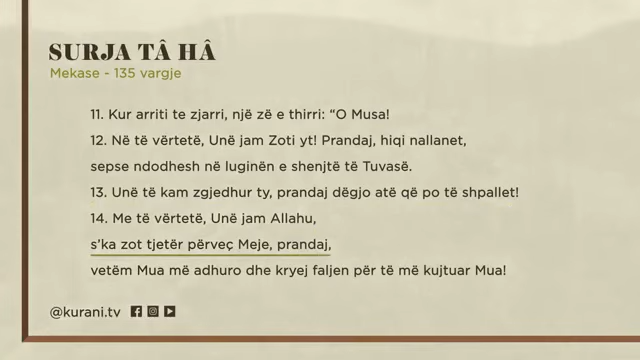 SURJA TÂ HÂ
Mekase - 135 vargje
11. Kur arriti te zjarri, një zë e thirri: “O Musa!
12. Në të vërtetë, Unë jam Zoti yt! Prandaj, hiqi nallanet,
sepse ndodhesh në luginën e shenjtë të Tuvasë.
13. Unë të kam zgjedhur ty, prandaj dëgjo atë që po të shpallet!
14. Me të vërtetë, Unë jam Allahu,
s’ka zot tjetër përveç Meje, prandaj,
vetëm Mua më adhuro dhe kryej faljen për të më kujtuar Mua!
@kurani.tv